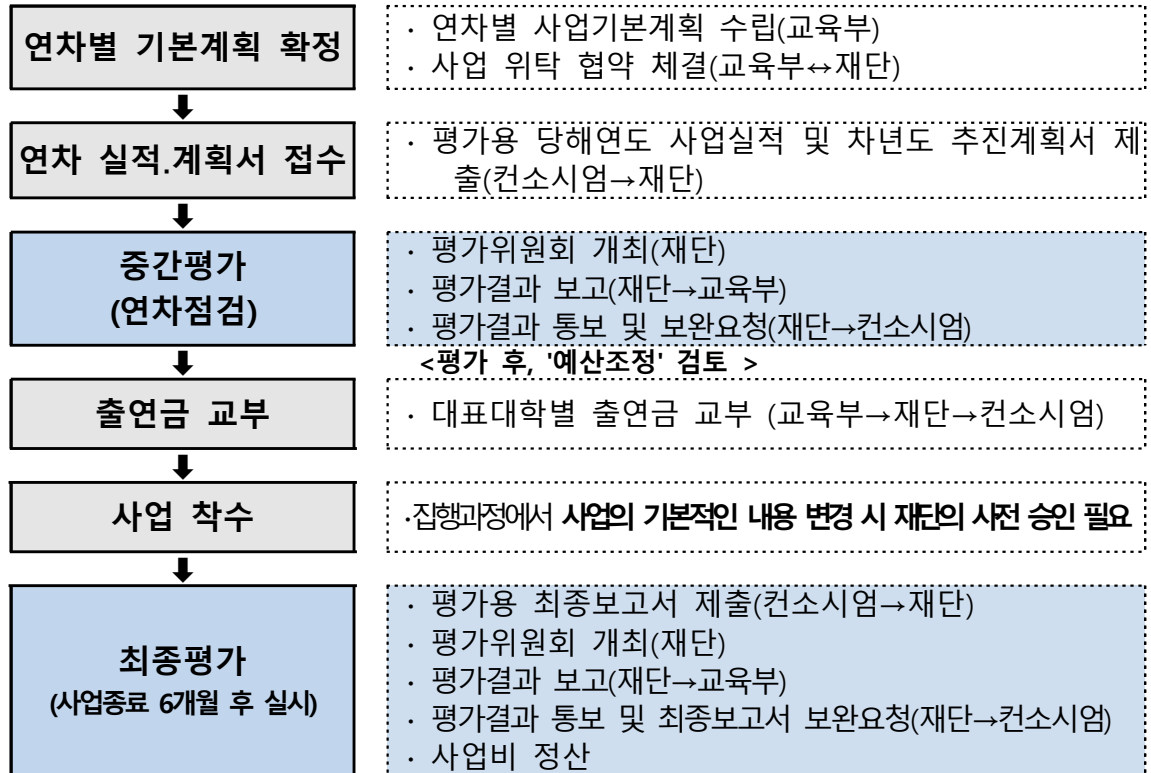 연차별 기본계획 확정
· 연차별 사업기본계획 수립(교육부)
· 사업 위탁 협약 체결(교육부↔재단)
연차 실적.계획서 접수
· 평가용 당해연도 사업실적 및 차년도 추진계획서 제
출(컨소시엄→재단)
중간평가
(연차점검)
· 평가위원회 개최(재단)
· 평가결과 보고(재단→교육부)
· 평가결과 통보 및 보완요청(재단→컨소시엄)
<평가 후, '예산조정' 검토 >
출연금 교부
· 대표대학별 출연금 교부 (교육부→재단→컨소시엄)
사업 착수
·집행과정에서 사업의 기본적인 내용 변경 시 재단의 사전 승인 필요
최종평가
(사업종료 6개월 후 실시)
· 평가용 최종보고서 제출(컨소시엄→재단)
· 평가위원회 개최(재단)
· 평가결과 보고(재단→교육부)
· 평가결과 통보 및 최종보고서 보완요청(재단→컨소시엄)
· 사업비 정산